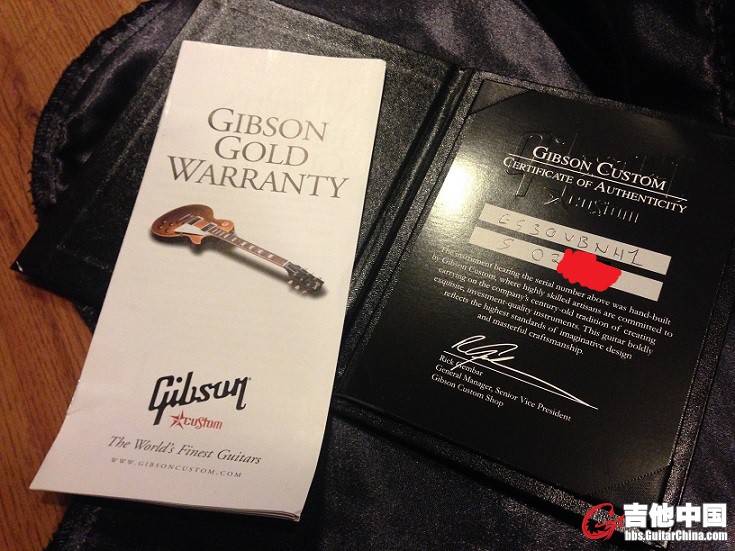 GIBSON
GOLD
WARRANTY
Gibson
custom
The World's Finest Guitars
WWW.GIBSONCUSTOM.COM
GIBSON CUSTOM
CERTIFICATE OF AUTHENTICITY
custom
CS30VBNH1
S 02
The instrument bearing the serial number above was hand-built
by Gibson Custom, where highly skilled artisans are committed to
carrying on the company's century-old tradition of creating
exquisite, investment-quality instruments. This guitar boldly
reflects the highest standards of imaginative design
and masterful craftsmanship.
Rick Gembar
General Manager, Senior Vice President
Gibson Custom Shop
吉他中国
bbs.GuitarChina.com